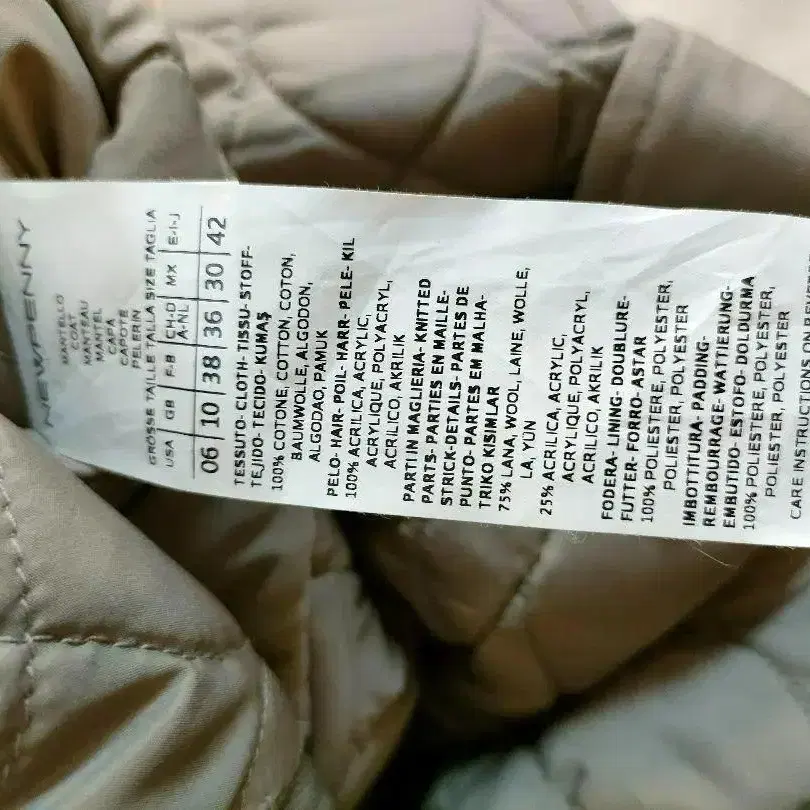 NEWPENNY
MANTELLO
COAT
MANTEAU
MANTEL
CAPA
CAPOTE
PELERIN
GRÖSSE TAILLE TALLA SIZE TAGLIA
USA GB F-B CH-D A-NL MX E-I-J
06 10 38 36 30 42
TESSUTO- CLOTH- TISSU- STOFF-
TEJIDO- TECIDO- KUMAŞ
100% COTONE, COTTON, COTON,
BAUMWOLLE, ALGODON,
ALGODAO, PAMUK
PELO- HAIR- POIL- HARR- PELE- KIL
100% ACRILICA, ACRYLIC,
ACRYLIQUE, POLYACRYL,
ACRILICO, AKRILIK
PARTI IN MAGLIERIA- KNITTED
PARTS- PARTIES EN MAILLE-
STRICK-DETAILS- PARTES DE
PUNTO- PARTES EM MALHA-
TRIKO KISIMLAR
75% LANA, WOOL, LAINE, WOLLE,
LA, YÜN
25% ACRILICA, ACRYLIC,
ACRYLIQUE, POLYACRYL,
ACRILICO, AKRILIK
FODERA- LINING- DOUBLURE-
FUTTER- FORRO- ASTAR
100% POLIESTERE, POLYESTER,
POLIESTER, POLYESTER
IMBOTTITURA- PADDING-
REMBOURRAGE- WATTIERUNG-
EMBUTIDO- ESTOFO- DOLDURMA
100% POLIESTERE, POLYESTER,
POLIESTER, POLYESTER
CARE INSTRUCTIONS ON